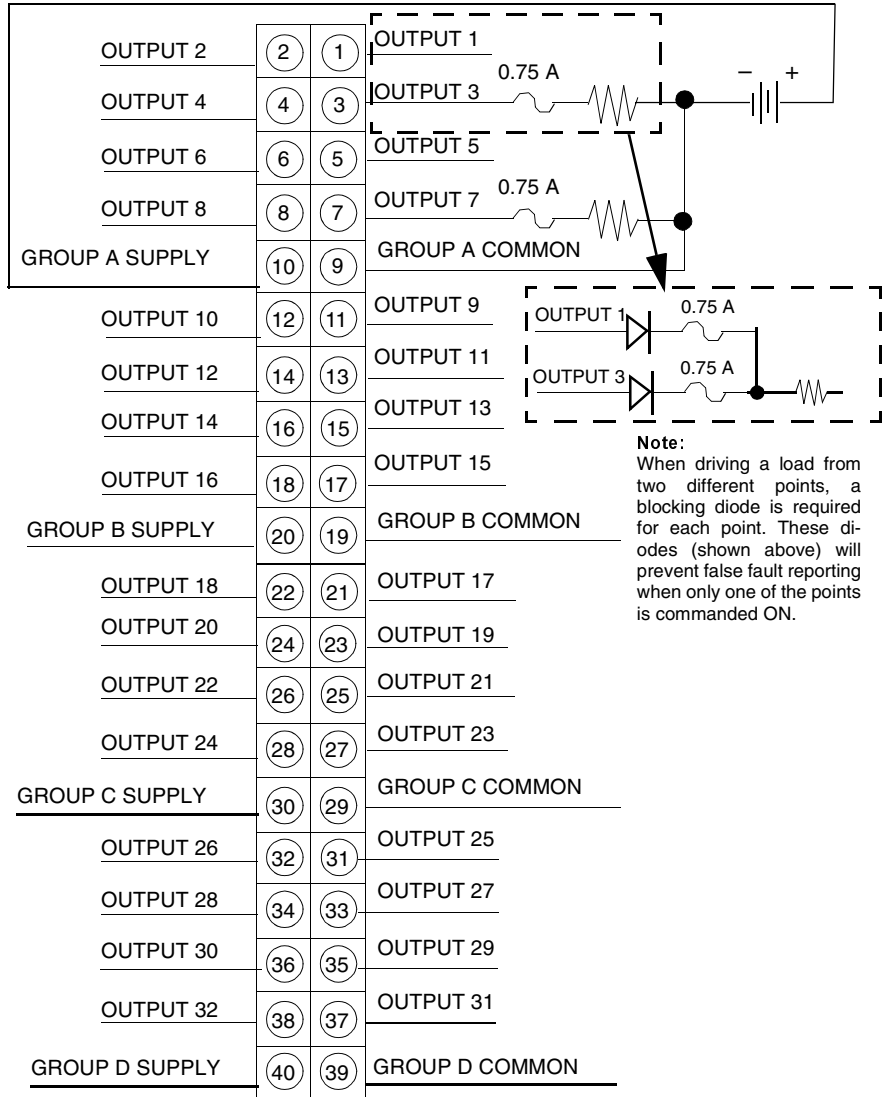 OUTPUT 2 2 1 OUTPUT 1
0.75 A − +
OUTPUT 4 4 3 OUTPUT 3
OUTPUT 6 6 5 OUTPUT 5
0.75 A
OUTPUT 8 8 7 OUTPUT 7
GROUP A SUPPLY 10 9 GROUP A COMMON
OUTPUT 10 12 11 OUTPUT 9
OUTPUT 12 14 13 OUTPUT 11
OUTPUT 14 16 15 OUTPUT 13
OUTPUT 16 18 17 OUTPUT 15
GROUP B SUPPLY 20 19 GROUP B COMMON
OUTPUT 18 22 21 OUTPUT 17
OUTPUT 20 24 23 OUTPUT 19
OUTPUT 22 26 25 OUTPUT 21
OUTPUT 24 28 27 OUTPUT 23
GROUP C SUPPLY 30 29 GROUP C COMMON
OUTPUT 26 32 31 OUTPUT 25
OUTPUT 28 34 33 OUTPUT 27
OUTPUT 30 36 35 OUTPUT 29
OUTPUT 32 38 37 OUTPUT 31
GROUP D SUPPLY 40 39 GROUP D COMMON
OUTPUT 1 0.75 A
OUTPUT 3 0.75 A
Note:
When driving a load from
two different points, a
blocking diode is required
for each point. These di-
odes (shown above) will
prevent false fault reporting
when only one of the points
is commanded ON.